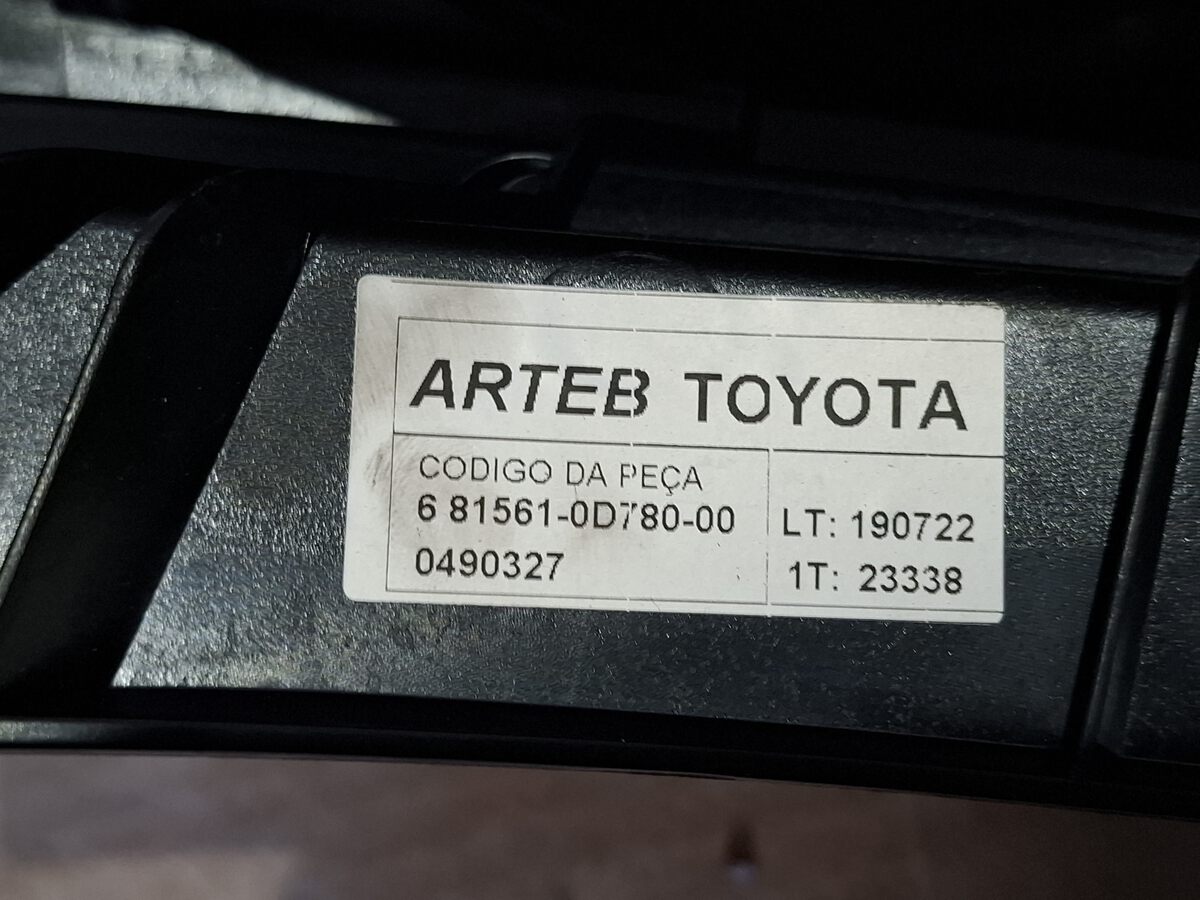 ARTEB TOYOTA
CODIGO DA PEÇA
6 81561-0D780-00
0490327
LT: 190722
1T: 23338